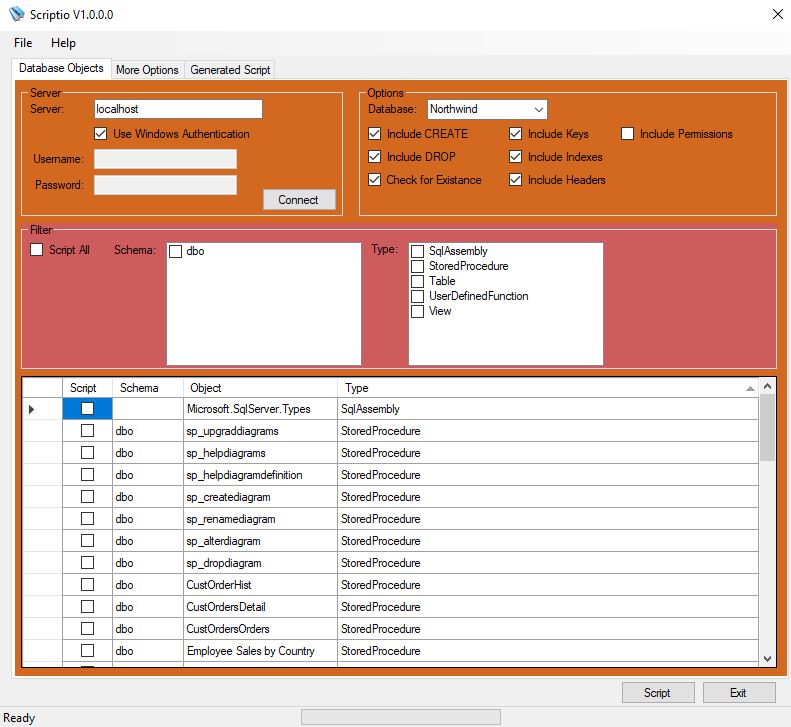 Scriptio V1.0.0.0
File Help
Database Objects More Options Generated Script
Server Options
Server: localhost Database: Northwind
Use Windows Authentication Include CREATE Include Keys Include Permissions
Username: Include DROP Include Indexes
Password: Check for Existance Include Headers
Connect
Filter
Script All Schema: dbo Type: SqlAssembly
StoredProcedure
Table
UserDefinedFunction
View
Script Schema Object Type
Microsoft.SqlServer.Types SqlAssembly
dbo sp_upgraddiagrams StoredProcedure
dbo sp_helpdiagrams StoredProcedure
dbo sp_helpdiagramdefinition StoredProcedure
dbo sp_creatediagram StoredProcedure
dbo sp_renamediagram StoredProcedure
dbo sp_alterdiagram StoredProcedure
dbo sp_dropdiagram StoredProcedure
dbo CustOrderHist StoredProcedure
dbo CustOrdersDetail StoredProcedure
dbo CustOrdersOrders StoredProcedure
dbo Employee Sales by Country StoredProcedure
Script Exit
Ready